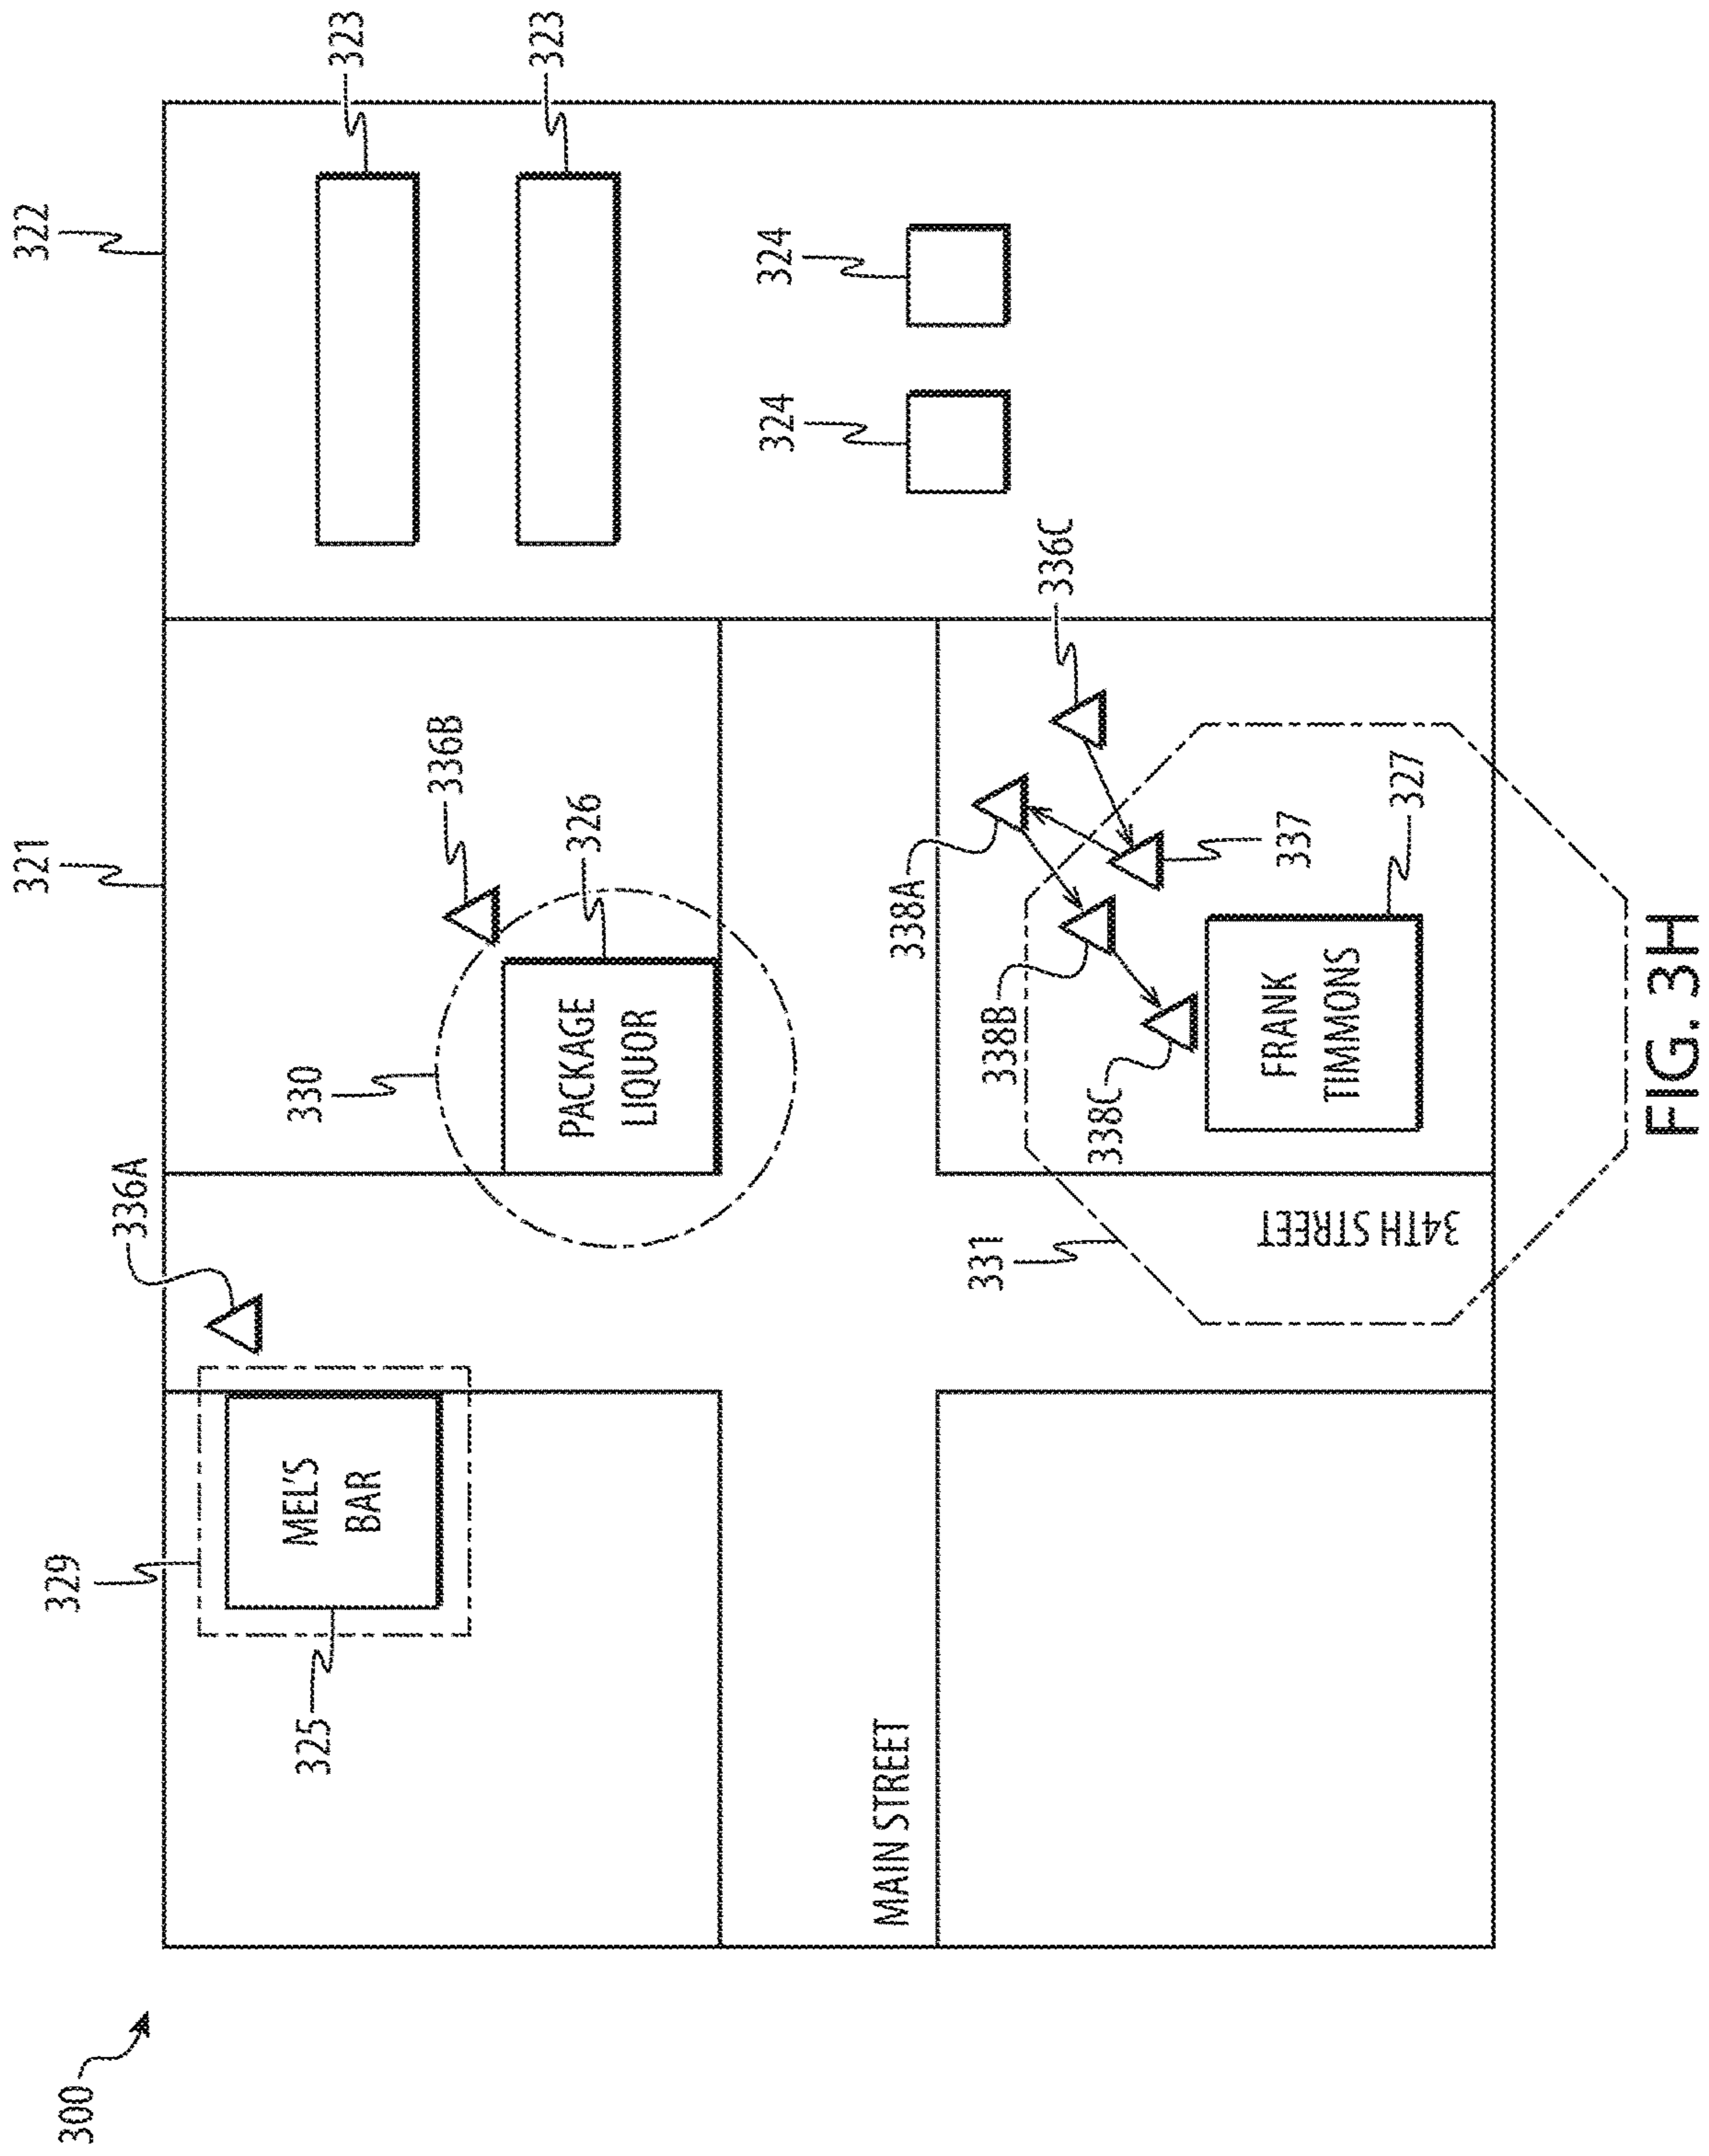 300
321
322
329
336A
330
336B
323
323
MEL'S
BAR
325
PACKAGE
LIQUOR
326
324
324
MAIN STREET
331
338A
338B
338C
336C
34TH STREET
FRANK
TIMMONS
337
327
FIG. 3H